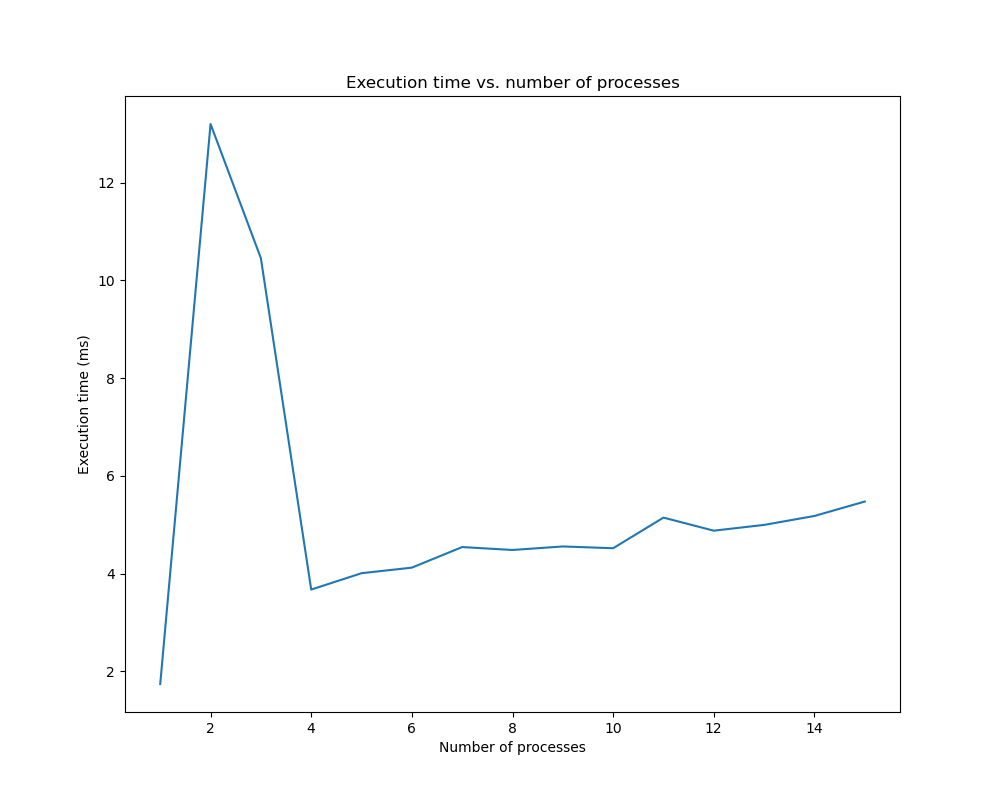 Execution time vs. number of processes
12
10
8
6
4
2
Execution time (ms)
2 4 6 8 10 12 14
Number of processes